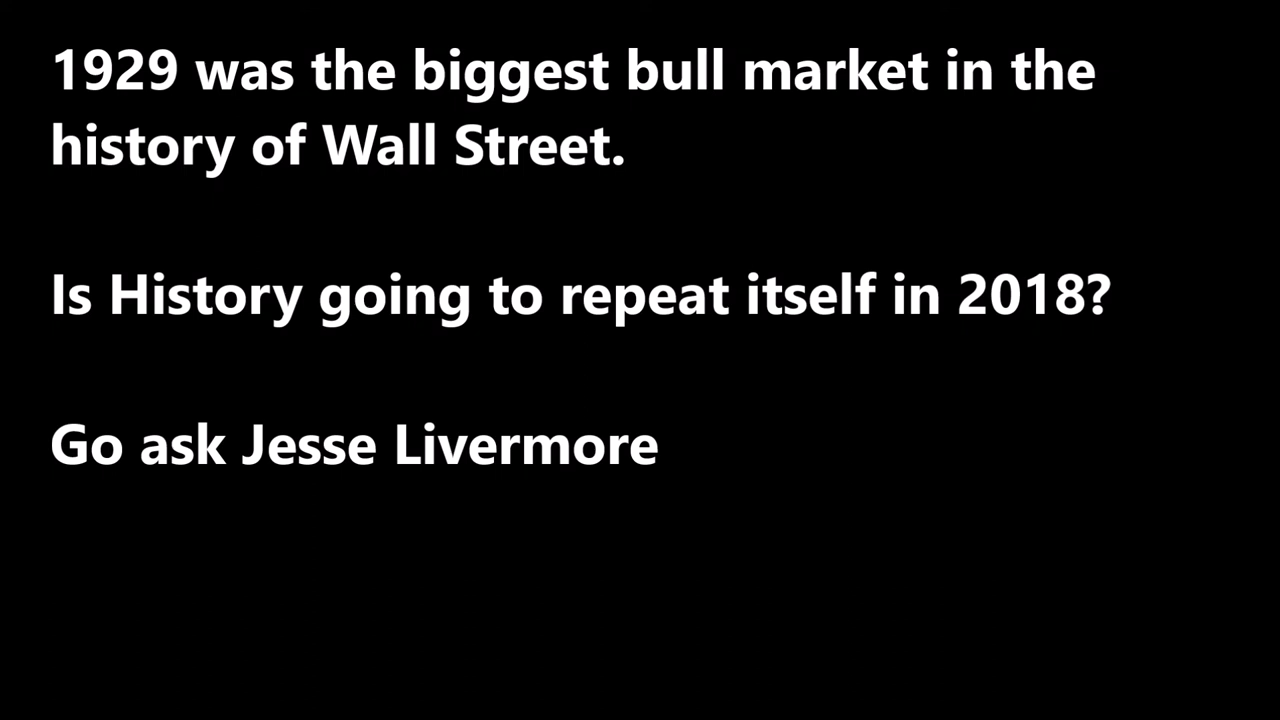 1929 was the biggest bull market in the
history of Wall Street.
Is History going to repeat itself in 2018?
Go ask Jesse Livermore